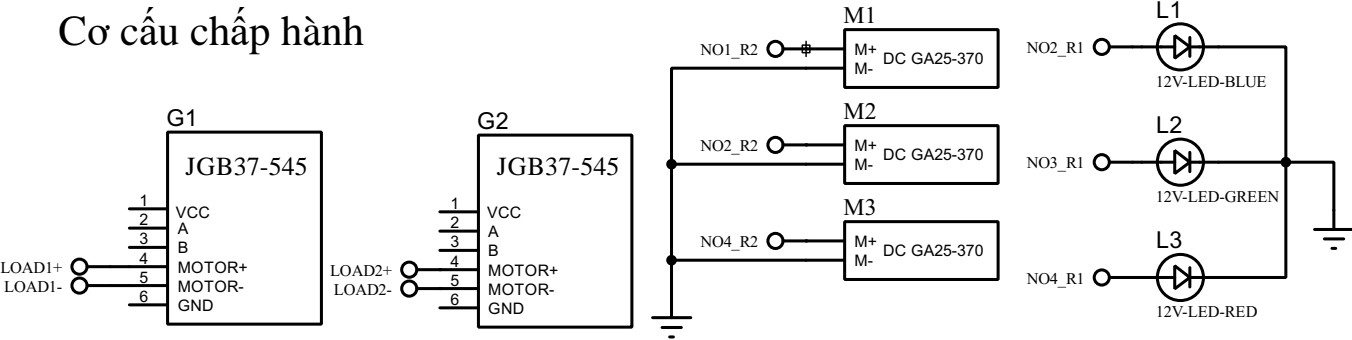 Cơ cấu chấp hành
G1
JGB37-545
1 VCC
2 A
3 B
4 MOTOR+
5 MOTOR-
6 GND
LOAD1+
LOAD1-
G2
JGB37-545
1 VCC
2 A
3 B
4 MOTOR+
5 MOTOR-
6 GND
LOAD2+
LOAD2-
M1
NO1_R2
M+
M-
DC GA25-370
M2
NO2_R2
M+
M-
DC GA25-370
M3
NO4_R2
M+
M-
DC GA25-370
L1
NO2_R1
12V-LED-BLUE
L2
NO3_R1
12V-LED-GREEN
L3
NO4_R1
12V-LED-RED